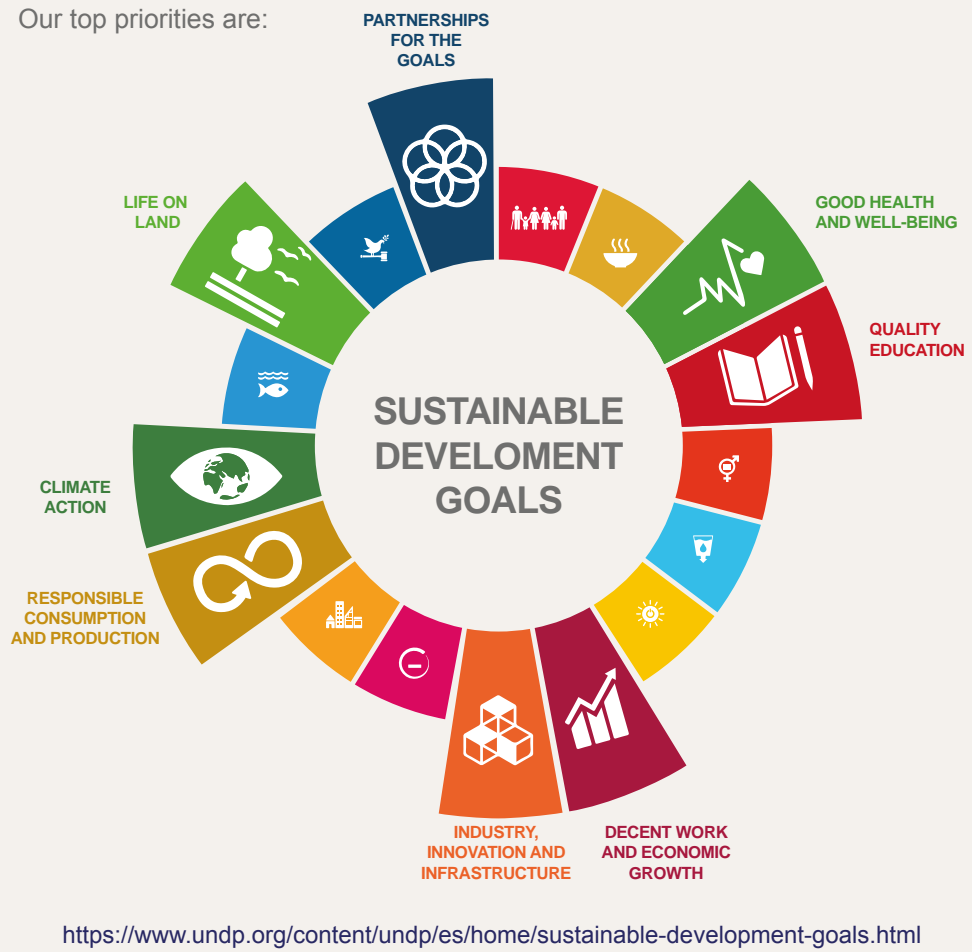 Our top priorities are:
PARTNERSHIPS
FOR THE
GOALS
LIFE ON
LAND
GOOD HEALTH
AND WELL-BEING
QUALITY
EDUCATION
SUSTAINABLE
DEVELOMENT
GOALS
CLIMATE
ACTION
RESPONSIBLE
CONSUMPTION
AND PRODUCTION
INDUSTRY,
INNOVATION AND
INFRASTRUCTURE
DECENT WORK
AND ECONOMIC
GROWTH
https://www.undp.org/content/undp/es/home/sustainable-development-goals.html